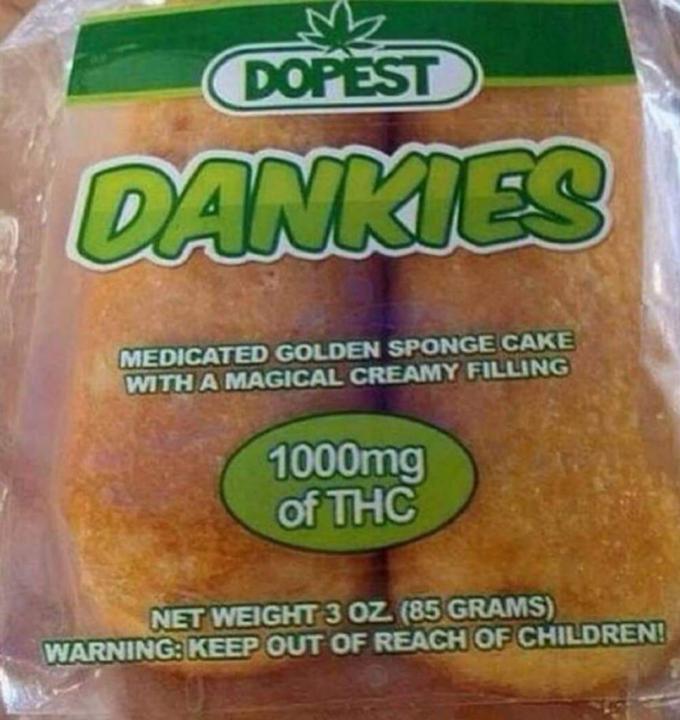 DOPEST
DANKIES
MEDICATED GOLDEN SPONGE CAKE
WITH A MAGICAL CREAMY FILLING
1000mg
of THC
NET WEIGHT 3 OZ. (85 GRAMS)
WARNING: KEEP OUT OF REACH OF CHILDREN!